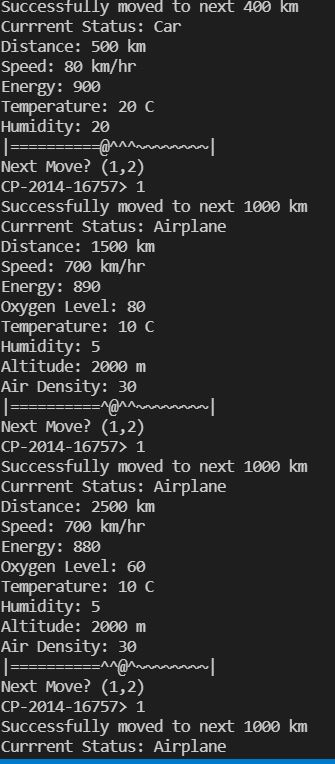 Successfully moved to next 400 km
Currrent Status: Car
Distance: 500 km
Speed: 80 km/hr
Energy: 900
Temperature: 20 C
Humidity: 20
|==========@^^^~~~~~~~~|
Next Move? (1,2)
CP-2014-16757> 1
Successfully moved to next 1000 km
Currrent Status: Airplane
Distance: 1500 km
Speed: 700 km/hr
Energy: 890
Oxygen Level: 80
Temperature: 10 C
Humidity: 5
Altitude: 2000 m
Air Density: 30
|==========^@^^~~~~~~~~|
Next Move? (1,2)
CP-2014-16757> 1
Successfully moved to next 1000 km
Currrent Status: Airplane
Distance: 2500 km
Speed: 700 km/hr
Energy: 880
Oxygen Level: 60
Temperature: 10 C
Humidity: 5
Altitude: 2000 m
Air Density: 30
|==========^^@^~~~~~~~~|
Next Move? (1,2)
CP-2014-16757> 1
Successfully moved to next 1000 km
Currrent Status: Airplane